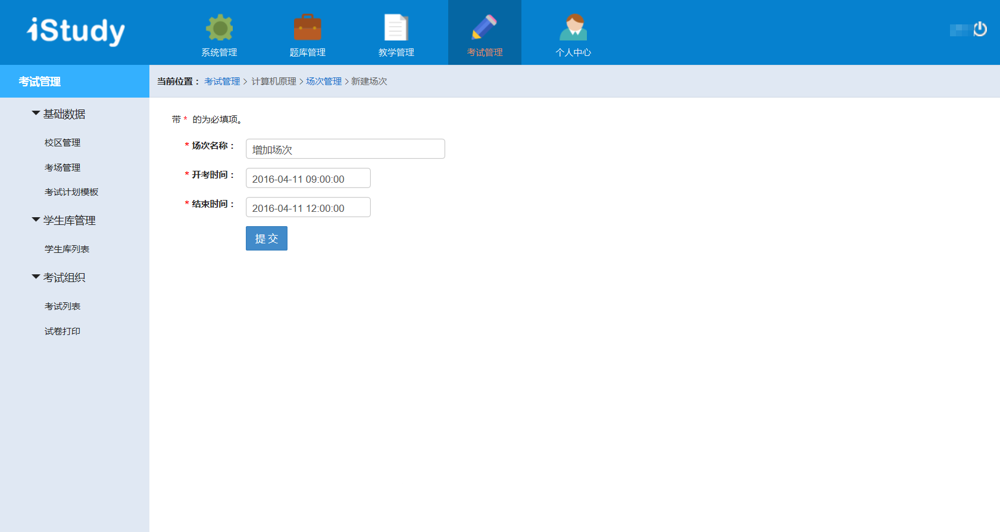 iStudy
系统管理
题库管理
教学管理
考试管理
个人中心
考试管理
当前位置： 考试管理 > 计算机原理 > 场次管理 > 新建场次
基础数据
校区管理
考场管理
考试计划模板
学生库管理
学生库列表
考试组织
考试列表
试卷打印
带 * 的为必填项。
* 场次名称： 增加场次
* 开考时间： 2016-04-11 09:00:00
* 结束时间： 2016-04-11 12:00:00
提 交